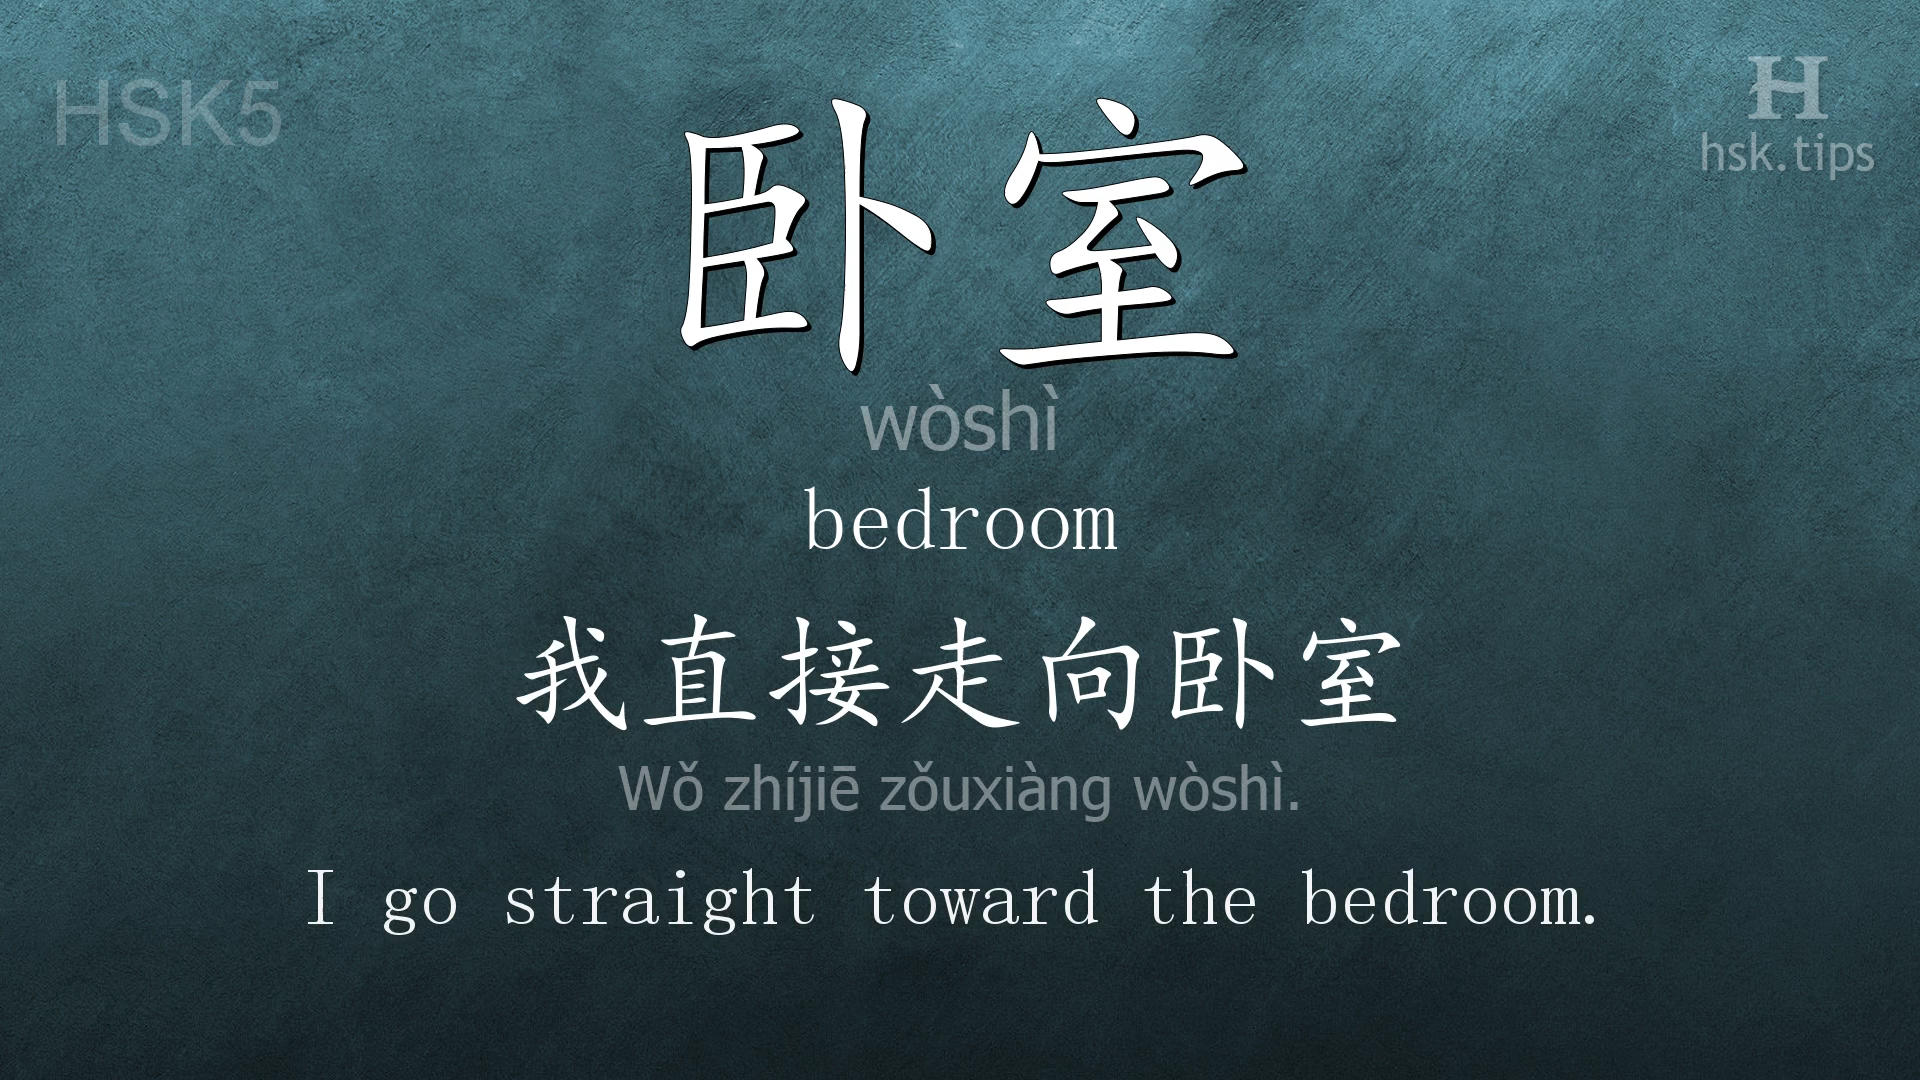 HSK5
H
hsk.tips
卧室
wòshì
bedroom
我直接走向卧室
Wǒ zhíjiē zǒuxiàng wòshì.
I go straight toward the bedroom.